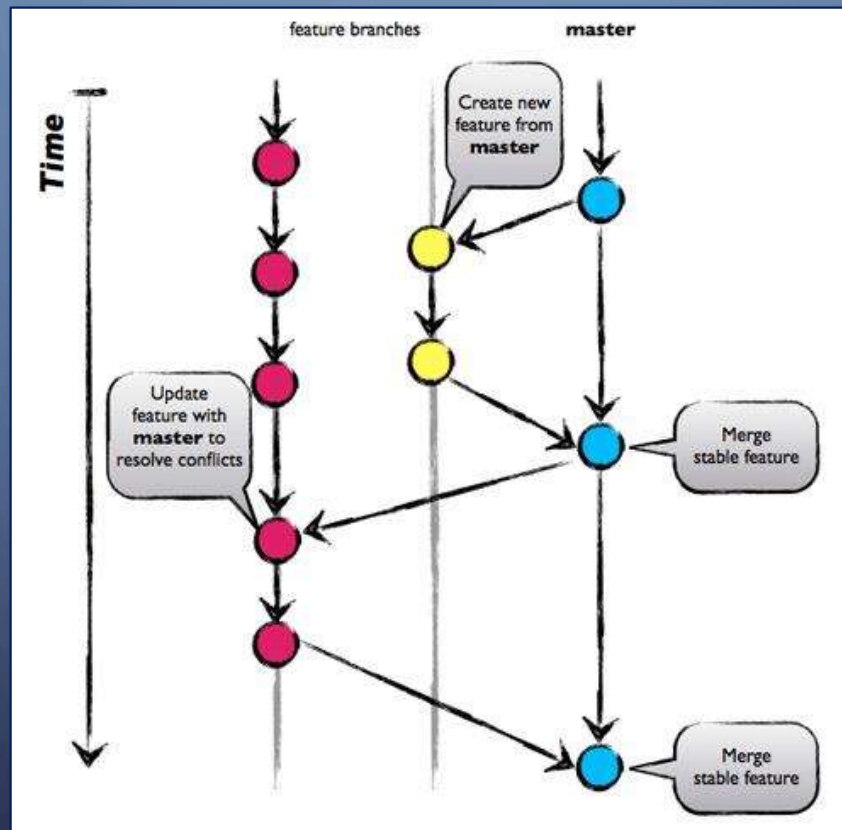 feature branches
master
Time
Create new
feature from
master
Update
feature with
master to
resolve conflicts
Merge
stable feature
Merge
stable feature